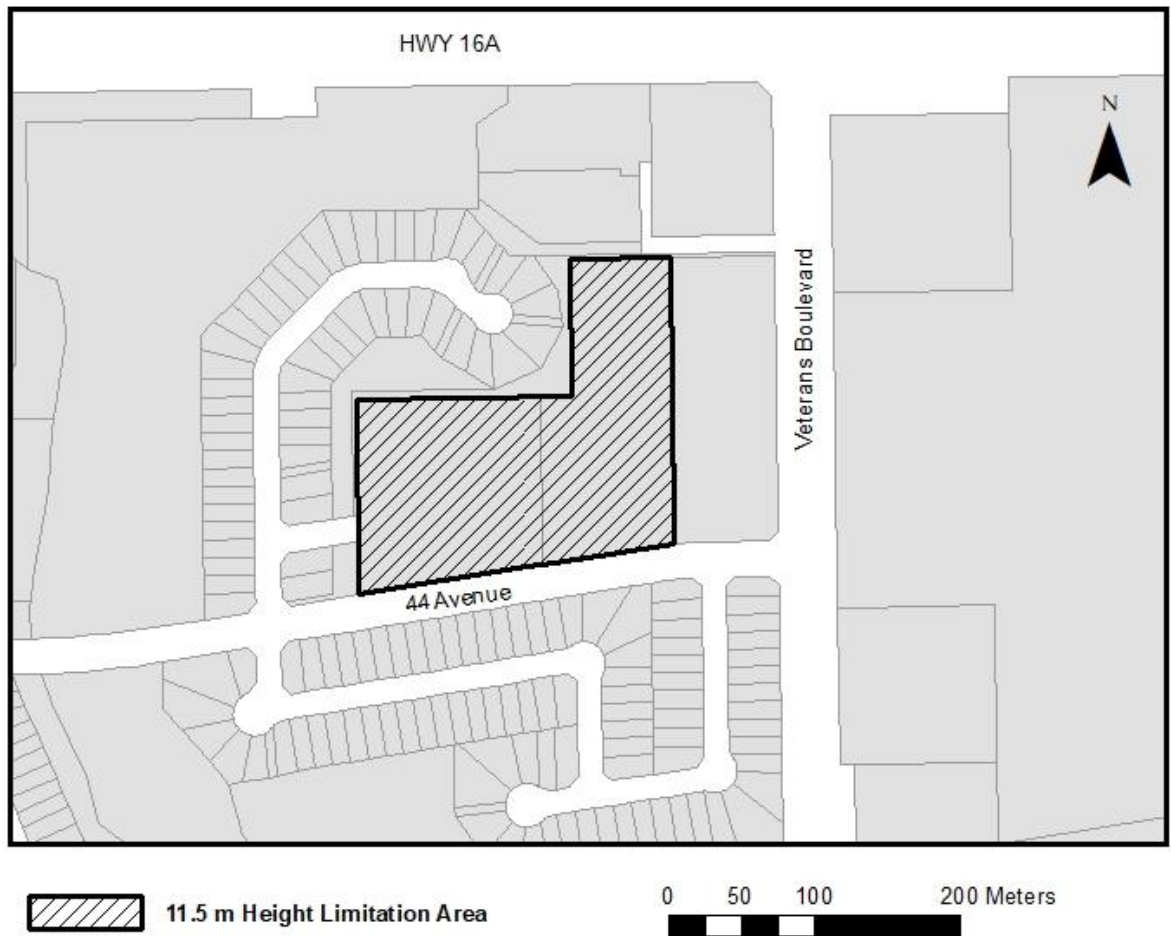 HWY 16A
N
Veterans Boulevard
44 Avenue
11.5 m Height Limitation Area
0 50 100 200 Meters